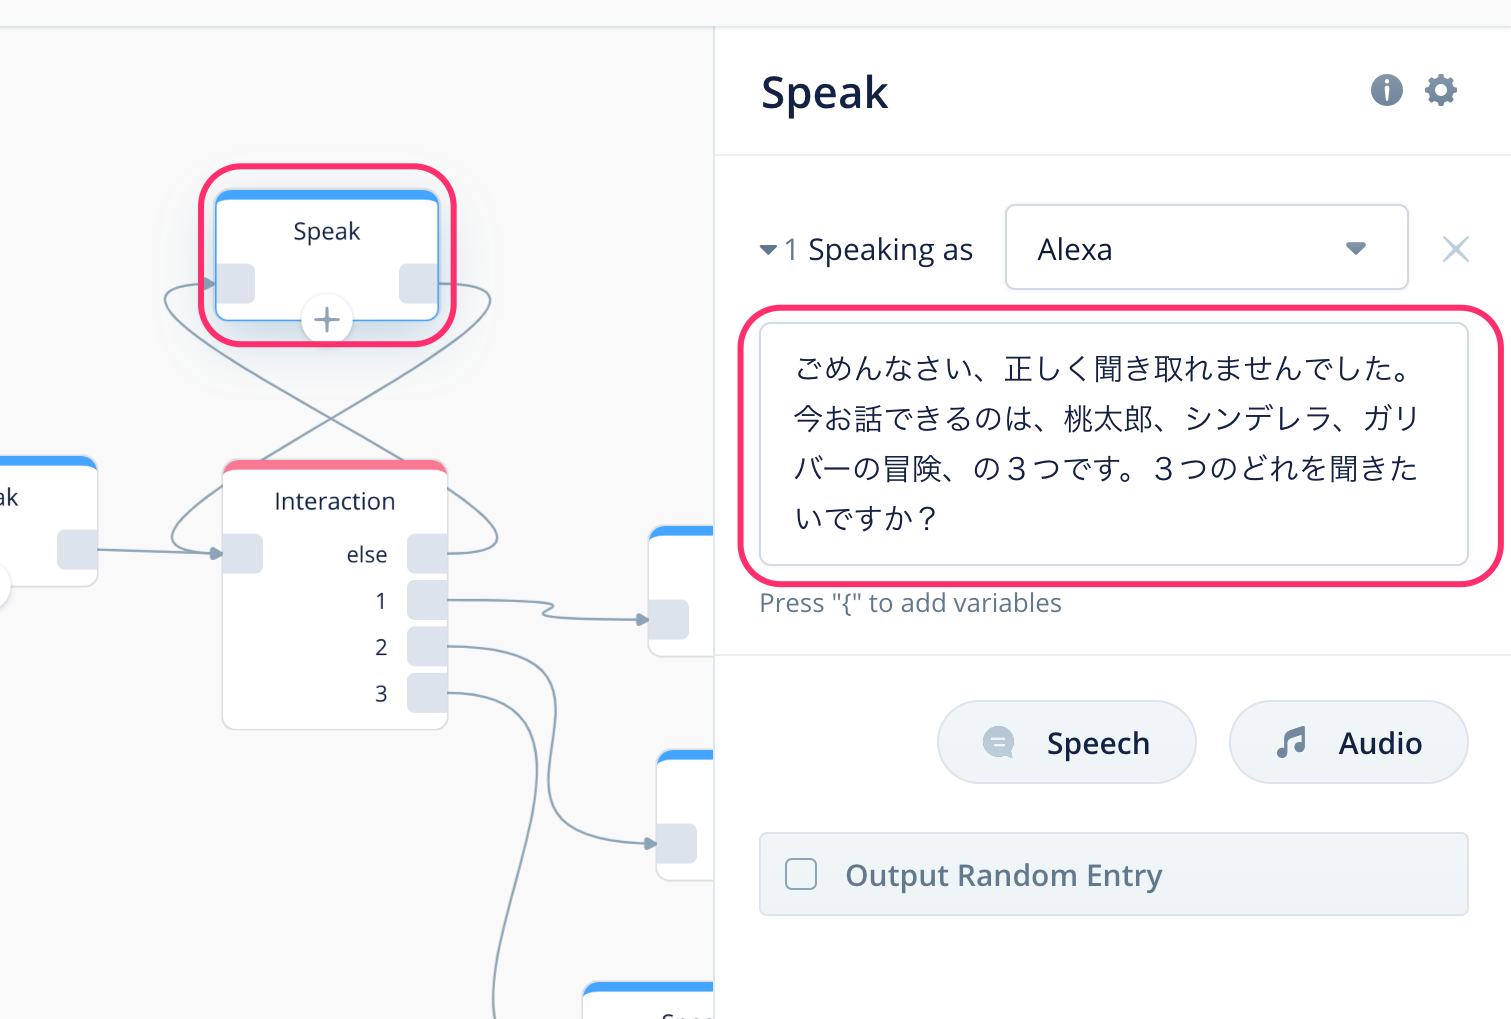 Speak
1 Speaking as
Alexa
ごめんなさい、正しく聞き取れませんでした。
今お話できるのは、桃太郎、シンデレラ、ガリ
バーの冒険、の３つです。３つのどれを聞きた
いですか？
Press "{" to add variables
Speech
Audio
Output Random Entry
Speak
ak
Interaction
else
1
2
3